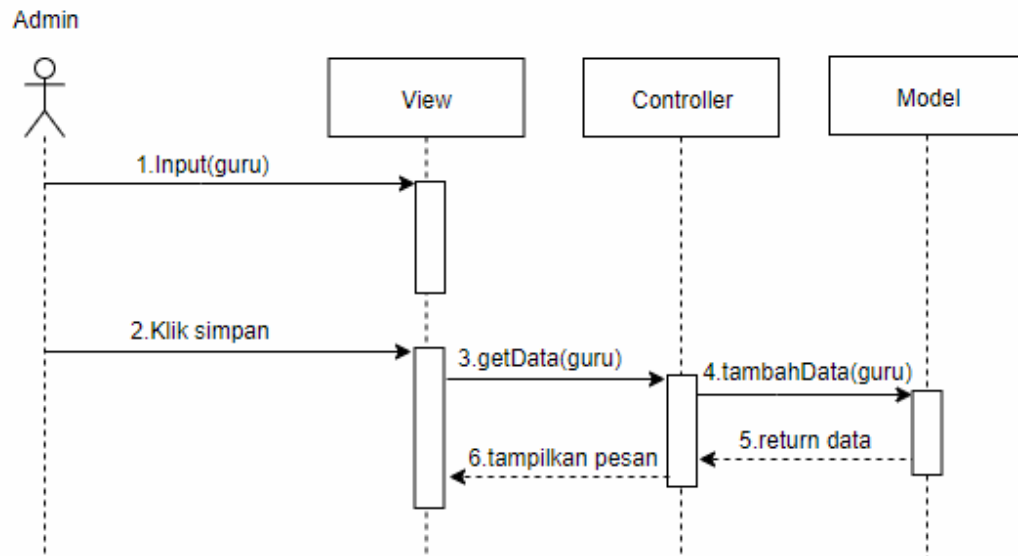 Admin
View
Controller
Model
1.Input(guru)
2.Klik simpan
3.getData(guru)
4.tambahData(guru)
5.return data
6.tampilkan pesan